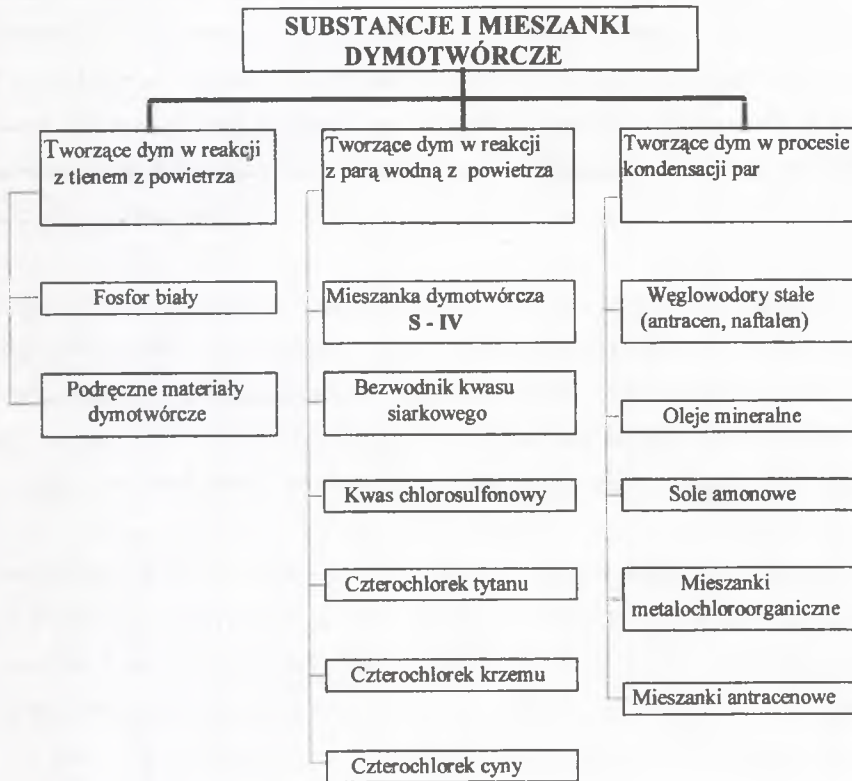 SUBSTANCJE I MIESZANKI
DYMOTWÓRCZE
Tworzące dym w reakcji
z tlenem z powietrza
Fosfor biały
Podręczne materiały
dymotwórcze
Tworzące dym w reakcji
z parą wodną z powietrza
Mieszanka dymotwórcza
S - IV
Bezwodnik kwasu
siarkowego
Kwas chlorosulfonowy
Czterochlorek tytanu
Czterochlorek krzemu
Czterochlorek cyny
Tworzące dym w procesie
kondensacji par
Węglowodory stałe
(antracen, naftalen)
Oleje mineralne
Sole amonowe
Mieszanki
metalochloroorganiczne
Mieszanki antracenowe